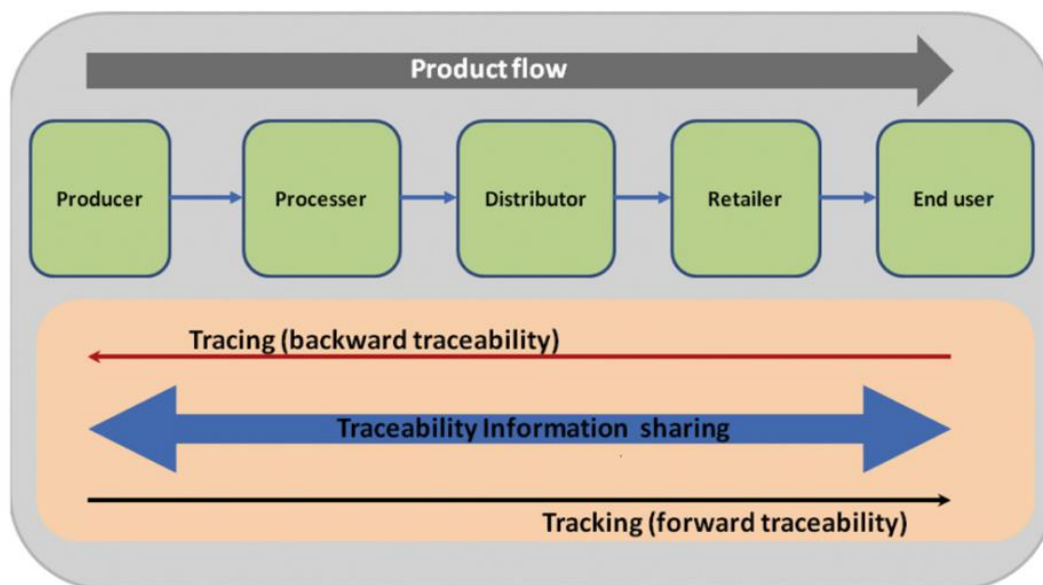 Product flow
Producer
Processer
Distributor
Retailer
End user
Tracing (backward traceability)
Traceability Information sharing
Tracking (forward traceability)